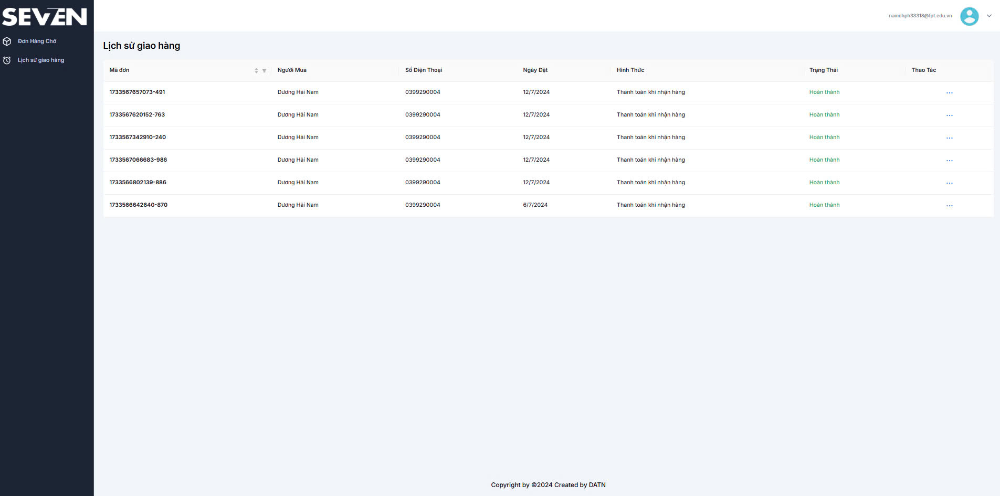 SEVEN
namdhph33318@fpt.edu.vn
Đơn Hàng Chờ
Lịch sử giao hàng
Lịch sử giao hàng
Mã đơn Người Mua Số Điện Thoại Ngày Đặt Hình Thức Trạng Thái Thao Tác
1733567657073-491 Dương Hải Nam 0399290004 12/7/2024 Thanh toán khi nhận hàng Hoàn thành ...
1733567620152-763 Dương Hải Nam 0399290004 12/7/2024 Thanh toán khi nhận hàng Hoàn thành ...
1733567342910-240 Dương Hải Nam 0399290004 12/7/2024 Thanh toán khi nhận hàng Hoàn thành ...
1733567066683-986 Dương Hải Nam 0399290004 12/7/2024 Thanh toán khi nhận hàng Hoàn thành ...
1733566802139-886 Dương Hải Nam 0399290004 12/7/2024 Thanh toán khi nhận hàng Hoàn thành ...
1733566642640-870 Dương Hải Nam 0399290004 6/7/2024 Thanh toán khi nhận hàng Hoàn thành ...
Copyright by ©2024 Created by DATN